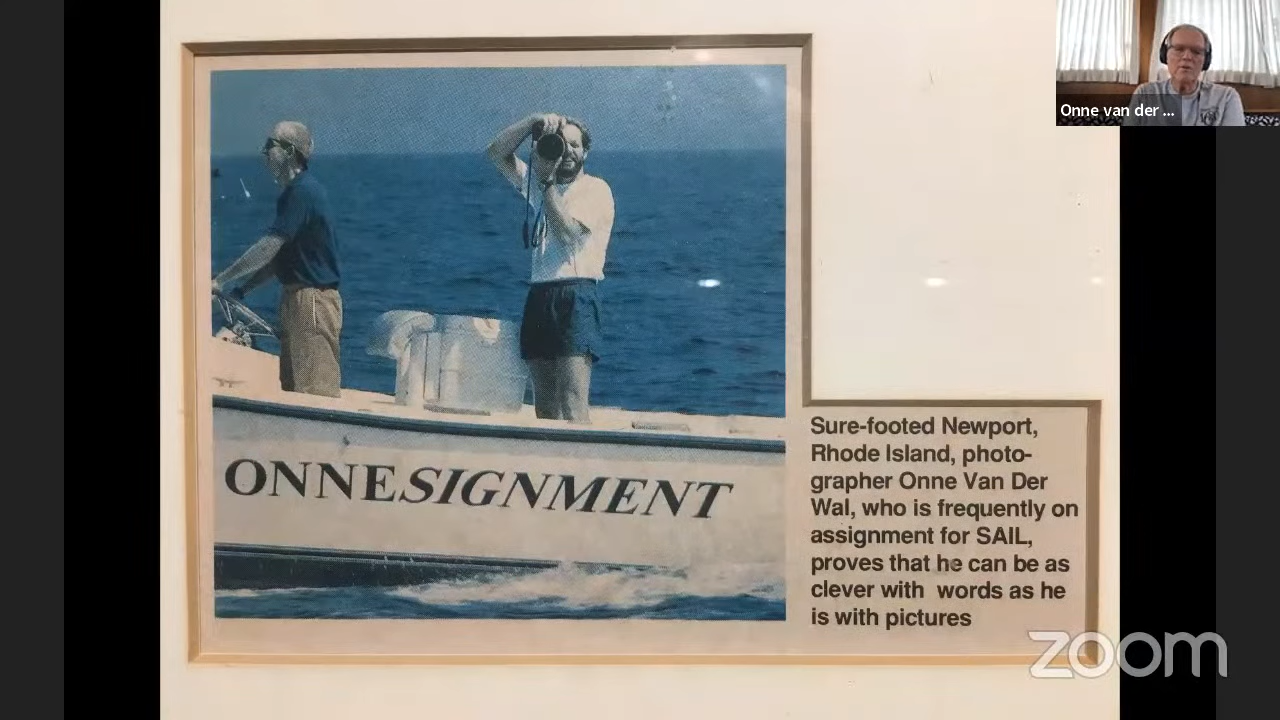 Onne van der ...
ONNESIGNMENT
Sure-footed Newport,
Rhode Island, photo-
grapher Onne Van Der
Wal, who is frequently on
assignment for SAIL,
proves that he can be as
clever with words as he
is with pictures
zoom